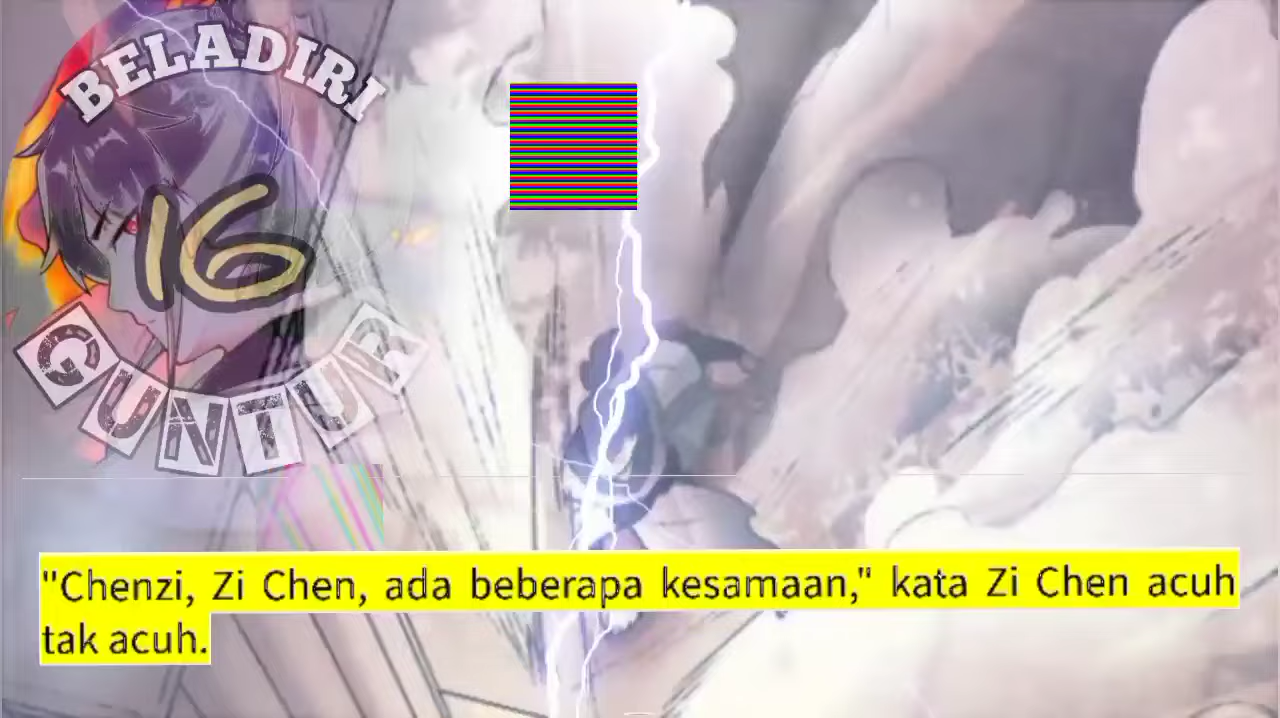 BELADIRI
16
GUNTUR
"Chenzi, Zi Chen, ada beberapa kesamaan," kata Zi Chen acuh
tak acuh.